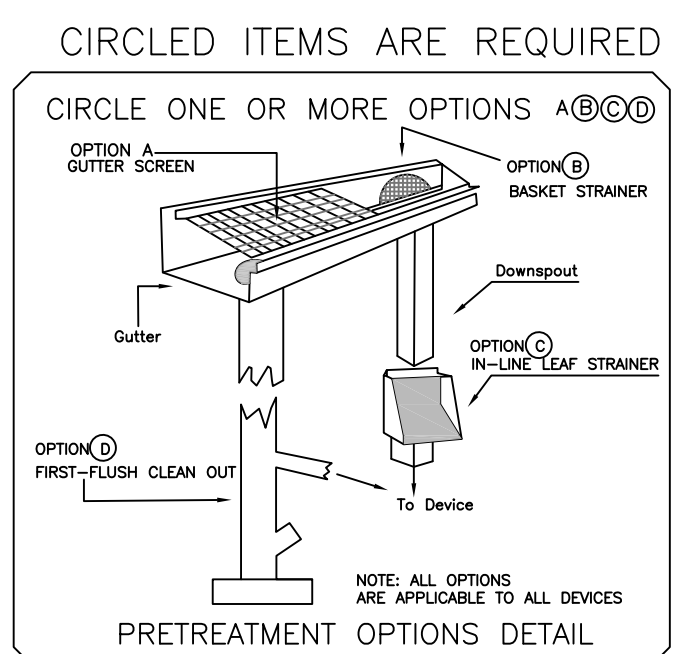 CIRCLED ITEMS ARE REQUIRED
CIRCLE ONE OR MORE OPTIONS A B C D
OPTION A
GUTTER SCREEN
OPTION B
BASKET STRAINER
Downspout
Gutter
OPTION C
IN-LINE LEAF STRAINER
OPTION D
FIRST-FLUSH CLEAN OUT
To Device
NOTE: ALL OPTIONS
ARE APPLICABLE TO ALL DEVICES
PRETREATMENT OPTIONS DETAIL